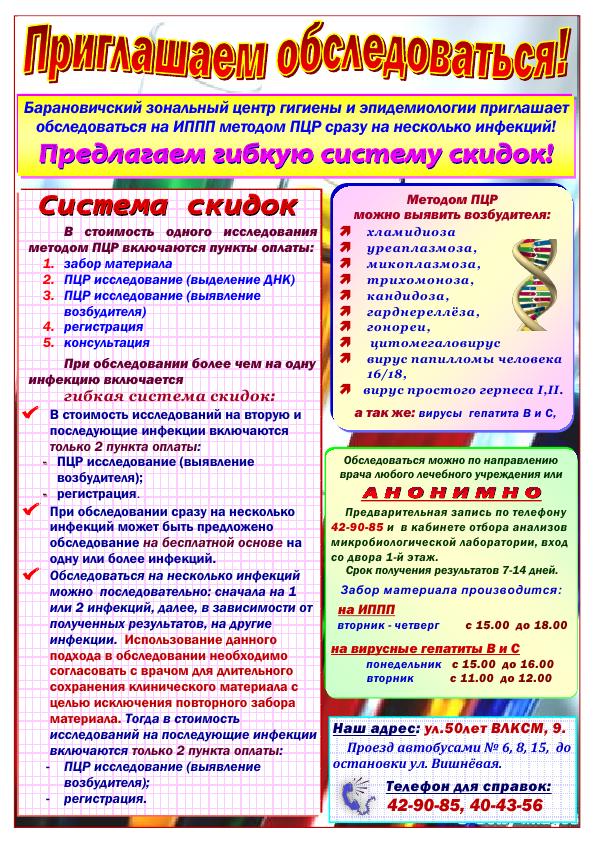 Приглашаем обследоваться!
Барановичский зональный центр гигиены и эпидемиологии приглашает
обследоваться на ИППП методом ПЦР сразу на несколько инфекций!
Предлагаем гибкую систему скидок!
Система скидок
В стоимость одного исследования
методом ПЦР включаются пункты оплаты:
1. забор материала
2. ПЦР исследование (выделение ДНК)
3. ПЦР исследование (выявление
возбудителя)
4. регистрация
5. консультация
При обследовании более чем на одну
инфекцию включается
гибкая система скидок:
В стоимость исследований на вторую и
последующие инфекции включаются
только 2 пункта оплаты:
- ПЦР исследование (выявление
возбудителя);
- регистрация.
При обследовании сразу на несколько
инфекций может быть предложено
обследование на бесплатной основе на
одну или более инфекций.
Обследоваться на несколько инфекций
можно последовательно: сначала на 1
или 2 инфекций, далее, в зависимости от
полученных результатов, на другие
инфекции. Использование данного
подхода в обследовании необходимо
согласовать с врачом для длительного
сохранения клинического материала с
целью исключения повторного забора
материала. Тогда в стоимость
исследований на последующие инфекции
включаются только 2 пункта оплаты:
- ПЦР исследование (выявление
возбудителя);
- регистрация.
Методом ПЦР
можно выявить возбудителя:
хламидиоза
уреаплазмоза,
микоплазмоза,
трихомоноза,
кандидоза,
гарднереллёза,
гонореи,
цитомегаловирус
вирус папилломы человека
16/18,
вирус простого герпеса I,II.
а так же: вирусы гепатита В и С,
Обследоваться можно по направлению
врача любого лечебного учреждения или
АНОНИМНО
Предварительная запись по телефону
42-90-85 и в кабинете отбора анализов
микробиологической лаборатории, вход
со двора 1-й этаж.
Срок получения результатов 7-14 дней.
Забор материала производится:
на ИППП
вторник - четверг с 15.00 до 18.00
на вирусные гепатиты В и С
понедельник с 15.00 до 16.00
вторник с 11.00 до 12.00
Наш адрес: ул.50лет ВЛКСМ, 9.
Проезд автобусами № 6, 8, 15, до
остановки ул. Вишнёвая.
Телефон для справок:
42-90-85, 40-43-56